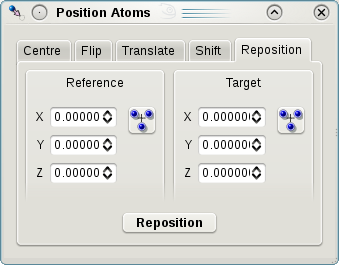 Position Atoms
Centre Flip Translate Shift Reposition
Reference Target
X 0.00000 X 0.00000
Y 0.00000 Y 0.00000
Z 0.00000 Z 0.00000
Reposition